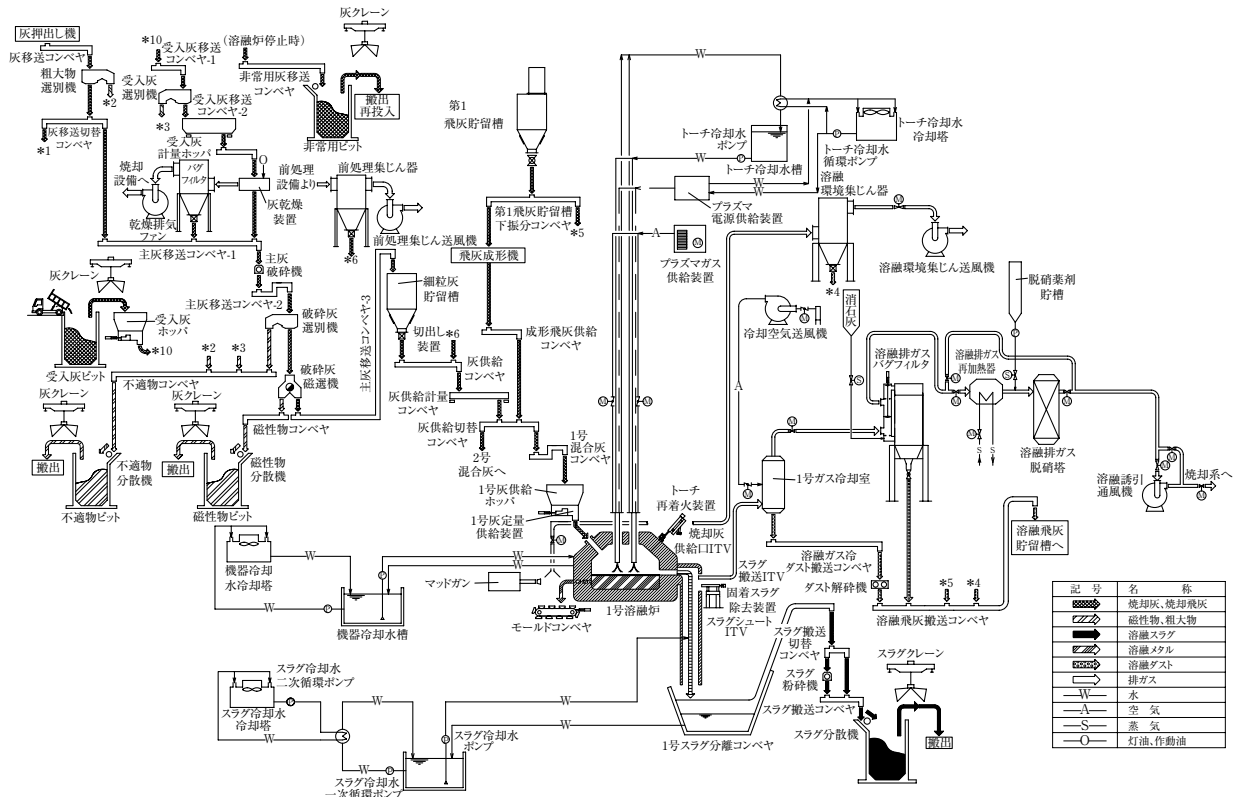 灰押出し機
灰移送コンベヤ
粗大物
選別機
*2
灰移送切替
コンベヤ
*1
*10
受入灰移送
コンベヤ-1
受入灰
選別機
*3
受入灰移送
コンベヤ-2
受入灰
計量ホッパ
(溶融炉停止時)
非常用灰移送
コンベヤ
灰クレーン
搬出
再投入
非常用ピット
焼却
設備へ
バグ
フィルタ
乾燥排気
ファン
O
灰乾燥
装置
前処理
設備より
前処理集じん器
前処理集じん送風機
*6
主灰移送コンベヤ-1
主灰
破砕機
主灰移送コンベヤ-2
破砕灰
選別機
破砕灰
磁選機
主灰移送コンベヤ-3
灰クレーン
受入灰
ホッパ
*10
受入灰ピット
*2
*3
不適物コンベヤ
灰クレーン
搬出
不適物
分散機
不適物ピット
灰クレーン
搬出
磁性物コンベヤ
磁性物
分散機
磁性物ピット
第1
飛灰貯留槽
第1飛灰貯留槽
下振分コンベヤ
*5
飛灰成形機
細粒灰
貯留槽
切出し
装置
*6
灰供給
コンベヤ
成形飛灰供給
コンベヤ
灰供給計量
コンベヤ
灰供給切替
コンベヤ
2号
混合灰へ
1号
混合灰
コンベヤ
1号灰供給
ホッパ
1号灰定量
供給装置
W
トーチ冷却水
ポンプ
トーチ冷却水槽
トーチ冷却水
冷却塔
トーチ冷却水
循環ポンプ
W
W
W
プラズマ
電源供給装置
A
プラズマガス
供給装置
溶融
環境集じん器
溶融環境集じん送風機
*4
冷却空気送風機
A
消石灰
脱硝薬剤
貯槽
溶融排ガス
バグフィルタ
溶融排ガス
再加熱器
S
S
S
S
溶融排ガス
脱硝塔
溶融誘引
通風機
焼却系へ
1号ガス冷却室
トーチ
再着火装置
焼却灰
供給口ITV
溶融ガス冷
ダスト搬送コンベヤ
ダスト解砕機
*5
*4
溶融飛灰搬送コンベヤ
溶融飛灰
貯留槽へ
機器冷却
水冷却塔
W
W
W
W
機器冷却水槽
マッドガン
モールドコンベヤ
1号溶融炉
スラグ
搬送ITV
固着スラグ
除去装置
スラグシュート
ITV
スラグ搬送
切替
コンベヤ
スラグ
粉砕機
スラグ搬送コンベヤ
スラグクレーン
スラグ分散機
搬出
1号スラグ分離コンベヤ
スラグ冷却水
二次循環ポンプ
スラグ冷却水
冷却塔
W
W
W
W
スラグ冷却水
ポンプ
スラグ冷却水
一次循環ポンプ
記 号 名 称
焼却灰、焼却飛灰
磁性物、粗大物
溶融スラグ
溶融メタル
溶融ダスト
排ガス
W 水
A 空 気
S 蒸 気
O 灯油、作動油